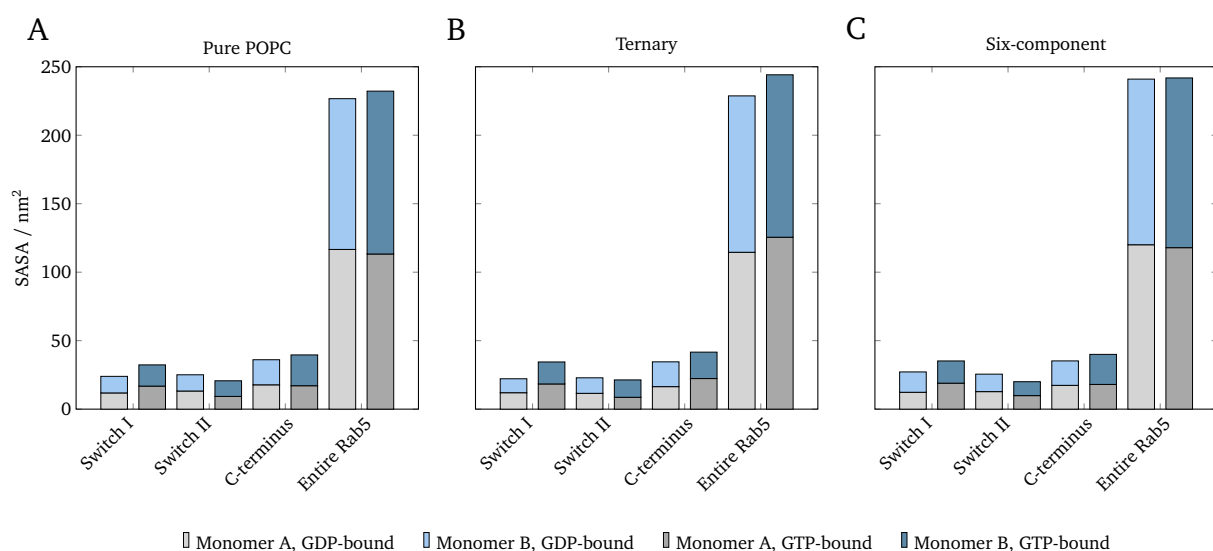 A
B
C
Pure POPC
Ternary
Six-component
SASA / nm²
250
200
150
100
50
0
Switch I
Switch II
C-terminus
Entire Rab5
Switch I
Switch II
C-terminus
Entire Rab5
Switch I
Switch II
C-terminus
Entire Rab5
Monomer A, GDP-bound
Monomer B, GDP-bound
Monomer A, GTP-bound
Monomer B, GTP-bound